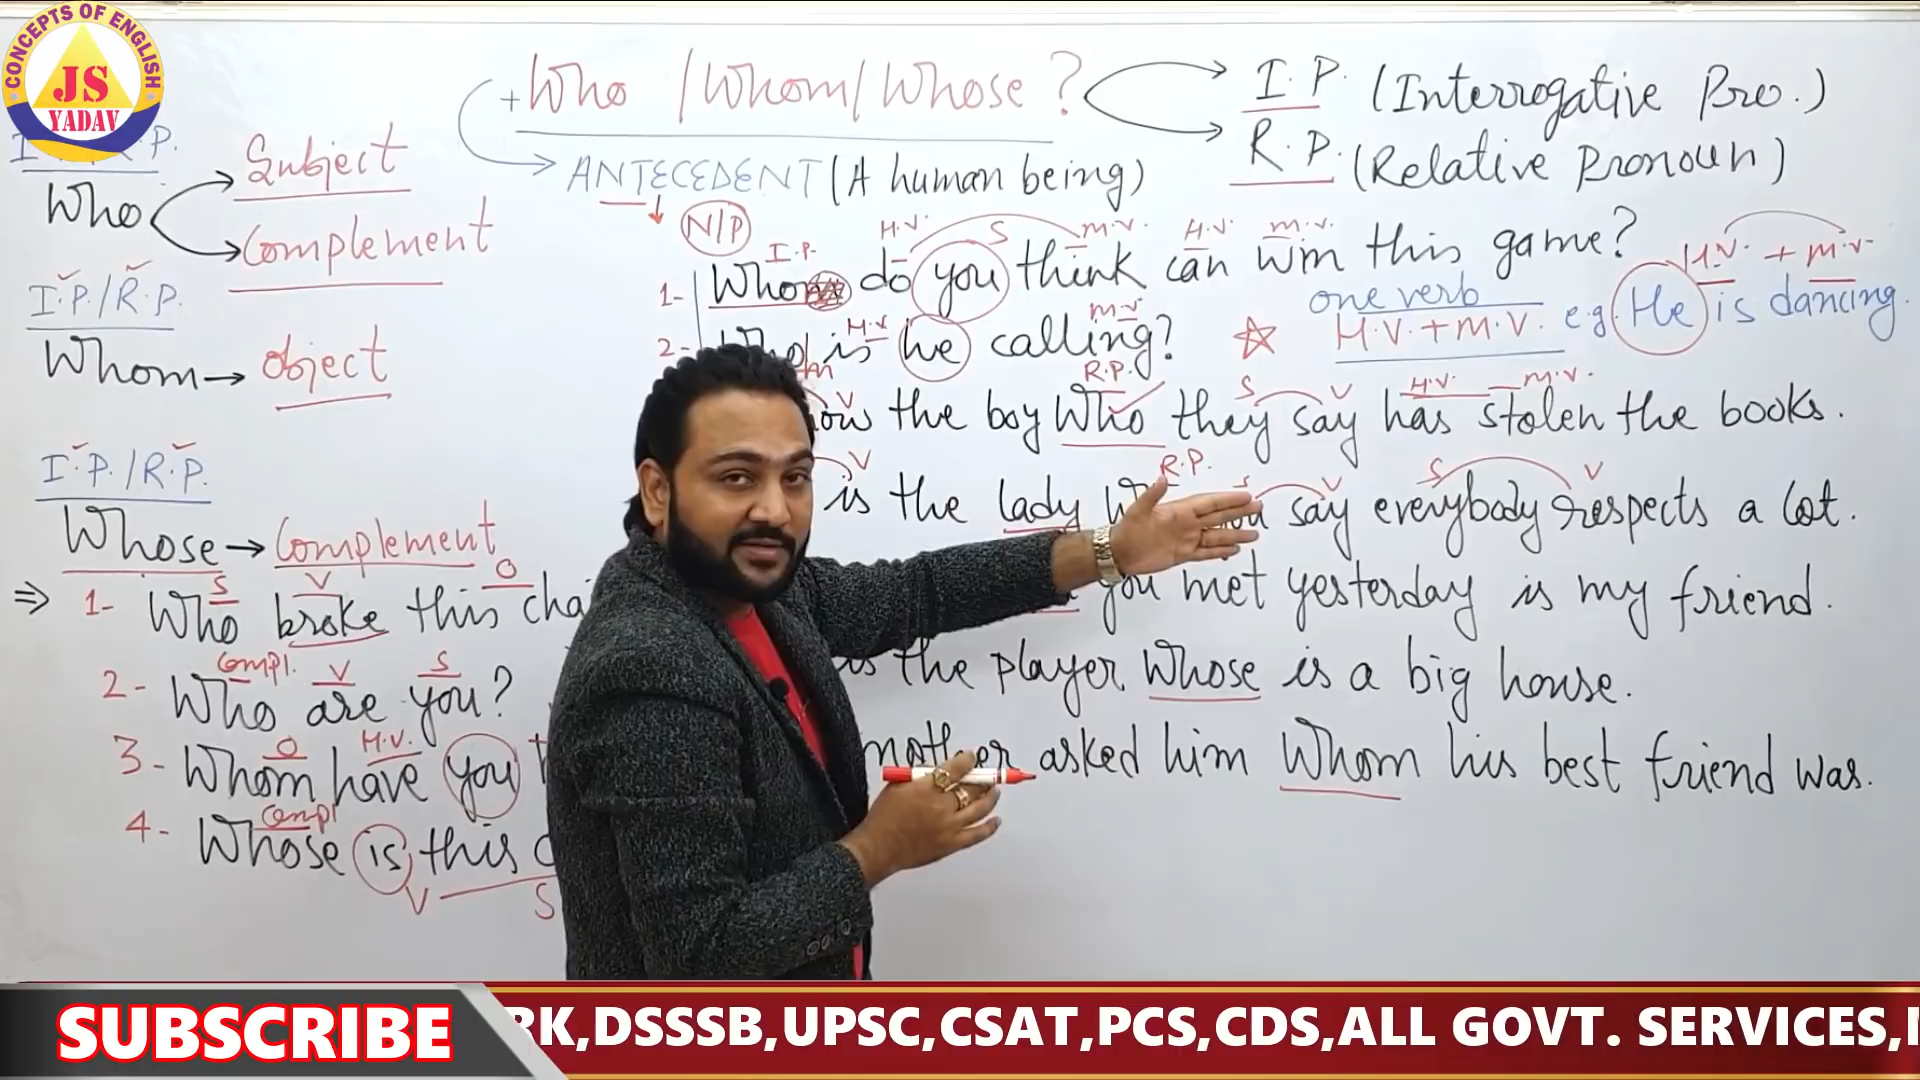 CONCEPTS OF ENGLISH
JS
YADAV
+Who / Whom / Whose ?
I. P. (Interrogative Pro.)
R. P. (Relative Pronoun)
ANTECEDENT (A human being)
N/P
P.
Who
Subject
Complement
I.P. / R.P.
Whom → object
I.P. / R.P.
Whose → Complement
S V O
⇒ 1- Who broke this
Compl. V S
2- Who are you?
O H.V.
3- Whom have you
Compl
4- Whose is this
V S
I.P. H.V. S M.V. H.V. M.V.
1- Who do you think can win this game?
H.V. + M.V.
one verb
H.V. + M.V. e.g. He is dancing.
H.V M.V
2- Who is he calling?
V R.P. S V H.V. M.V.
the boy Who they say has stolen the books.
V R.P. S V S V
is the lady say everybody respects a lot.
you met yesterday is my friend.
the player whose is a big house.
mother asked him Whom his best friend was.
SUBSCRIBE
RK,DSSSB,UPSC,CSAT,PCS,CDS,ALL GOVT. SERVICES,